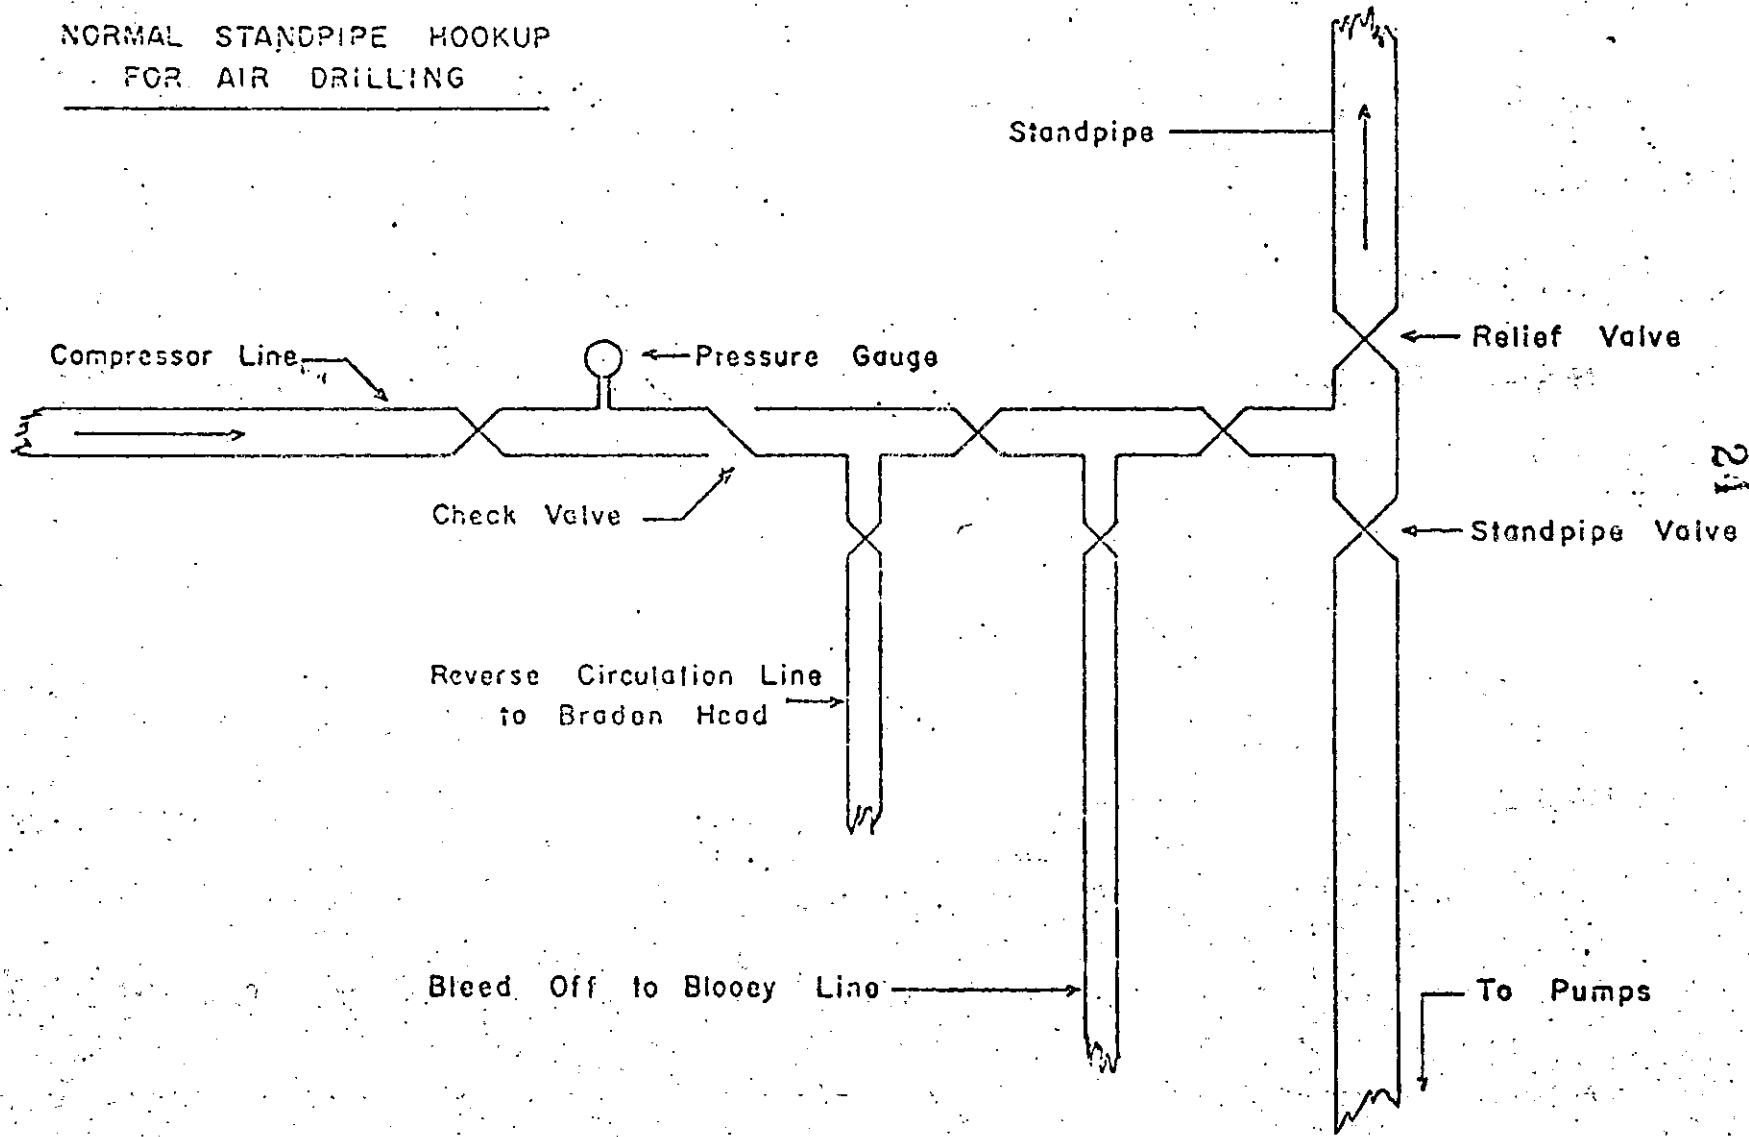 NORMAL STANDPIPE HOOKUP
FOR AIR DRILLING
Standpipe
Relief Valve
Compressor Line
Pressure Gauge
Check Valve
Standpipe Valve
Reverse Circulation Line
to Bradon Head
Bleed Off to Blooey Line
To Pumps